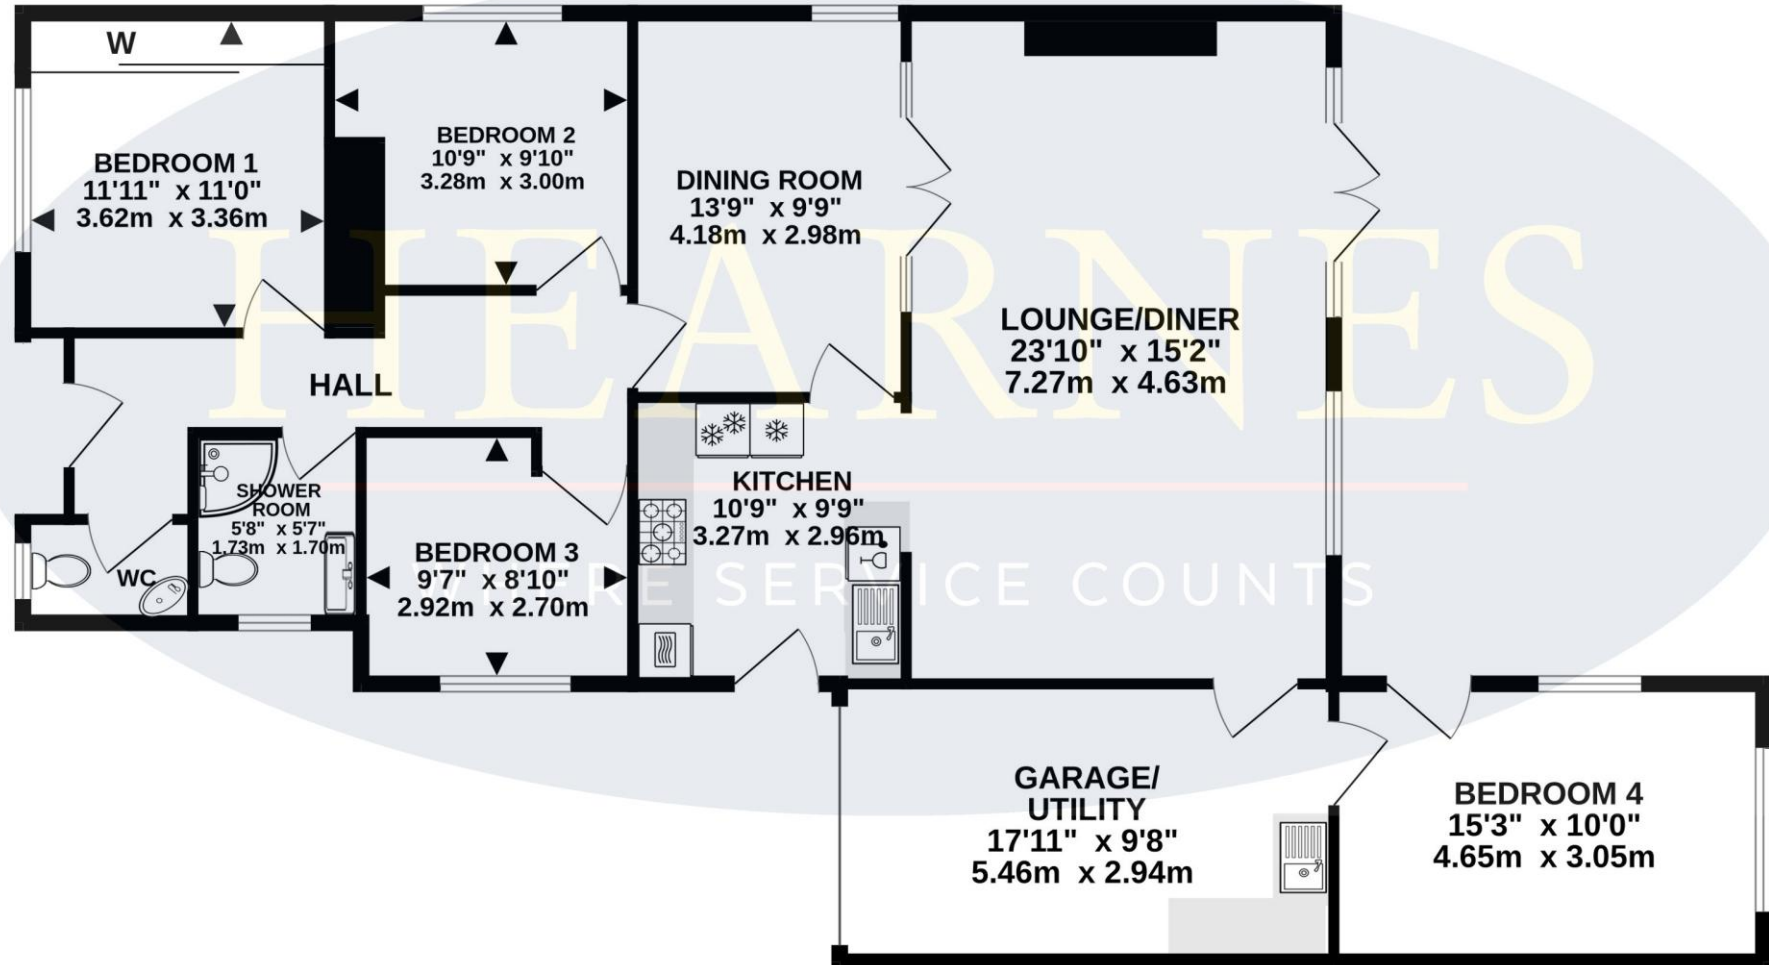 W
BEDROOM 1
11'11" x 11'0"
3.62m x 3.36m
BEDROOM 2
10'9" x 9'10"
3.28m x 3.00m
DINING ROOM
13'9" x 9'9"
4.18m x 2.98m
LOUNGE/DINER
23'10" x 15'2"
7.27m x 4.63m
HEARNES
HALL
SHOWER
ROOM
5'8" x 5'7"
1.73m x 1.70m
WC
BEDROOM 3
9'7" x 8'10"
2.92m x 2.70m
KITCHEN
10'9" x 9'9"
3.27m x 2.96m
WHERE SERVICE COUNTS
GARAGE/
UTILITY
17'11" x 9'8"
5.46m x 2.94m
BEDROOM 4
15'3" x 10'0"
4.65m x 3.05m